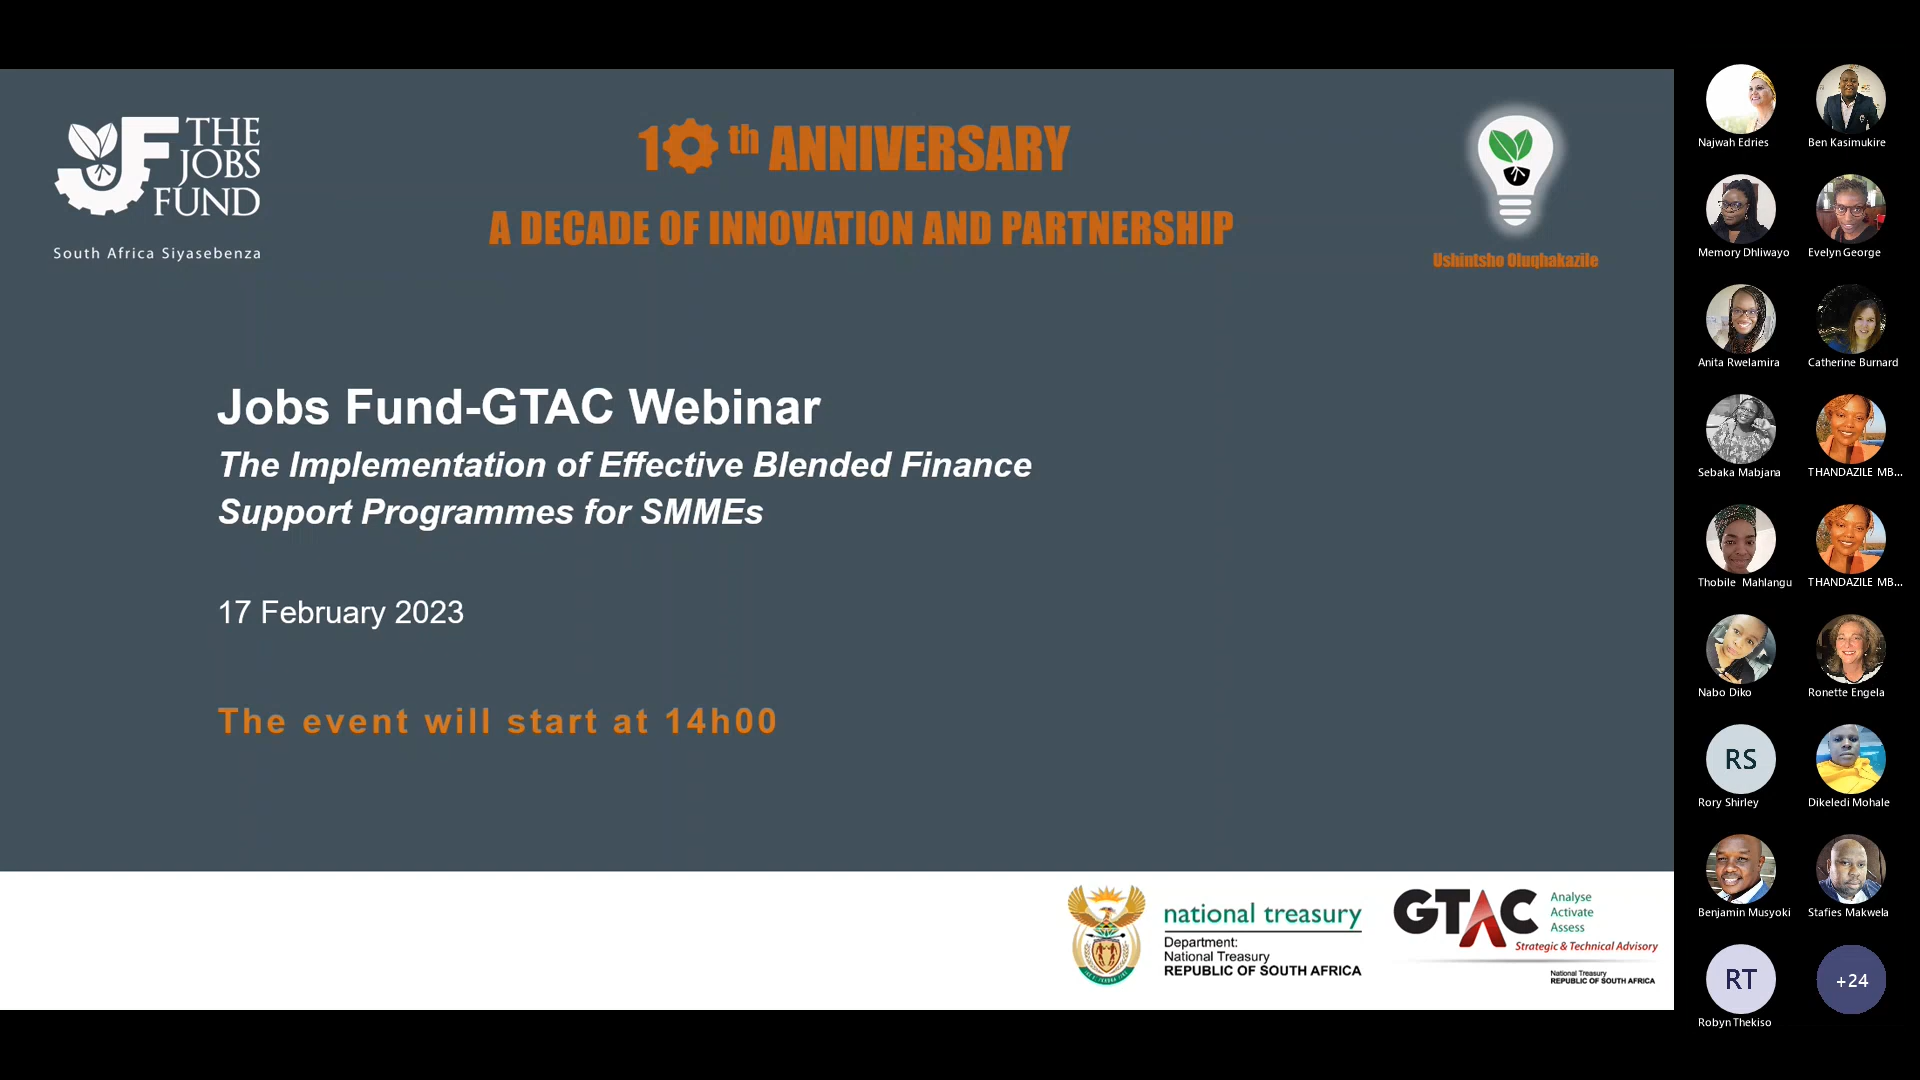 THE
JOBS
FUND
South Africa Siyasebenza
10th ANNIVERSARY
A DECADE OF INNOVATION AND PARTNERSHIP
Ushintsho Oluqhakazile
Jobs Fund-GTAC Webinar
The Implementation of Effective Blended Finance
Support Programmes for SMMEs
17 February 2023
The event will start at 14h00
national treasury
Department:
National Treasury
REPUBLIC OF SOUTH AFRICA
GTAC
Analyse
Activate
Assess
Strategic & Technical Advisory
National Treasury
REPUBLIC OF SOUTH AFRICA
Najwah Edries
Ben Kasimukire
Memory Dhliwayo
Evelyn George
Anita Rwelamira
Catherine Burnard
Sebaka Mabjana
THANDAZILE MB...
Thobile Mahlangu
THANDAZILE MB...
Nabo Diko
Ronette Engela
RS
Rory Shirley
Dikeledi Mohale
Benjamin Musyoki
Stafies Makwela
RT
Robyn Thekiso
+24